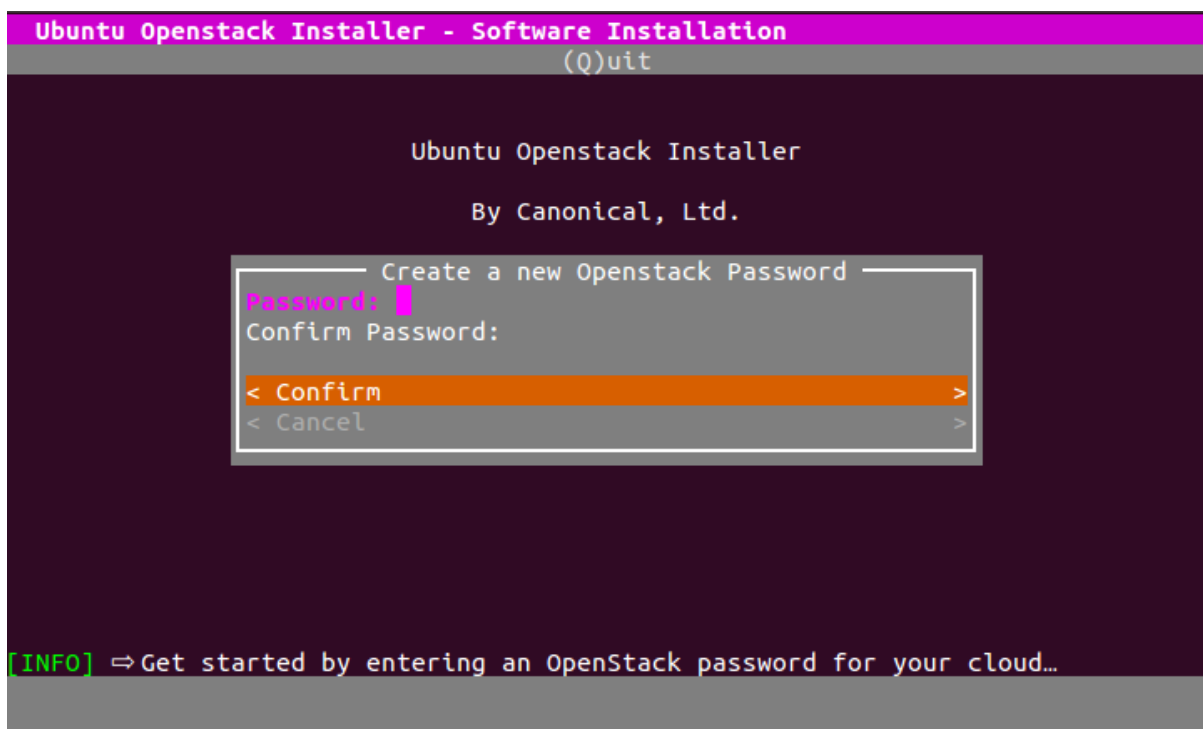 Ubuntu Openstack Installer - Software Installation
(Q)uit
Ubuntu Openstack Installer
By Canonical, Ltd.
Create a new Openstack Password
Password:
Confirm Password:
< Confirm >
< Cancel >
[INFO] ⇨ Get started by entering an OpenStack password for your cloud…